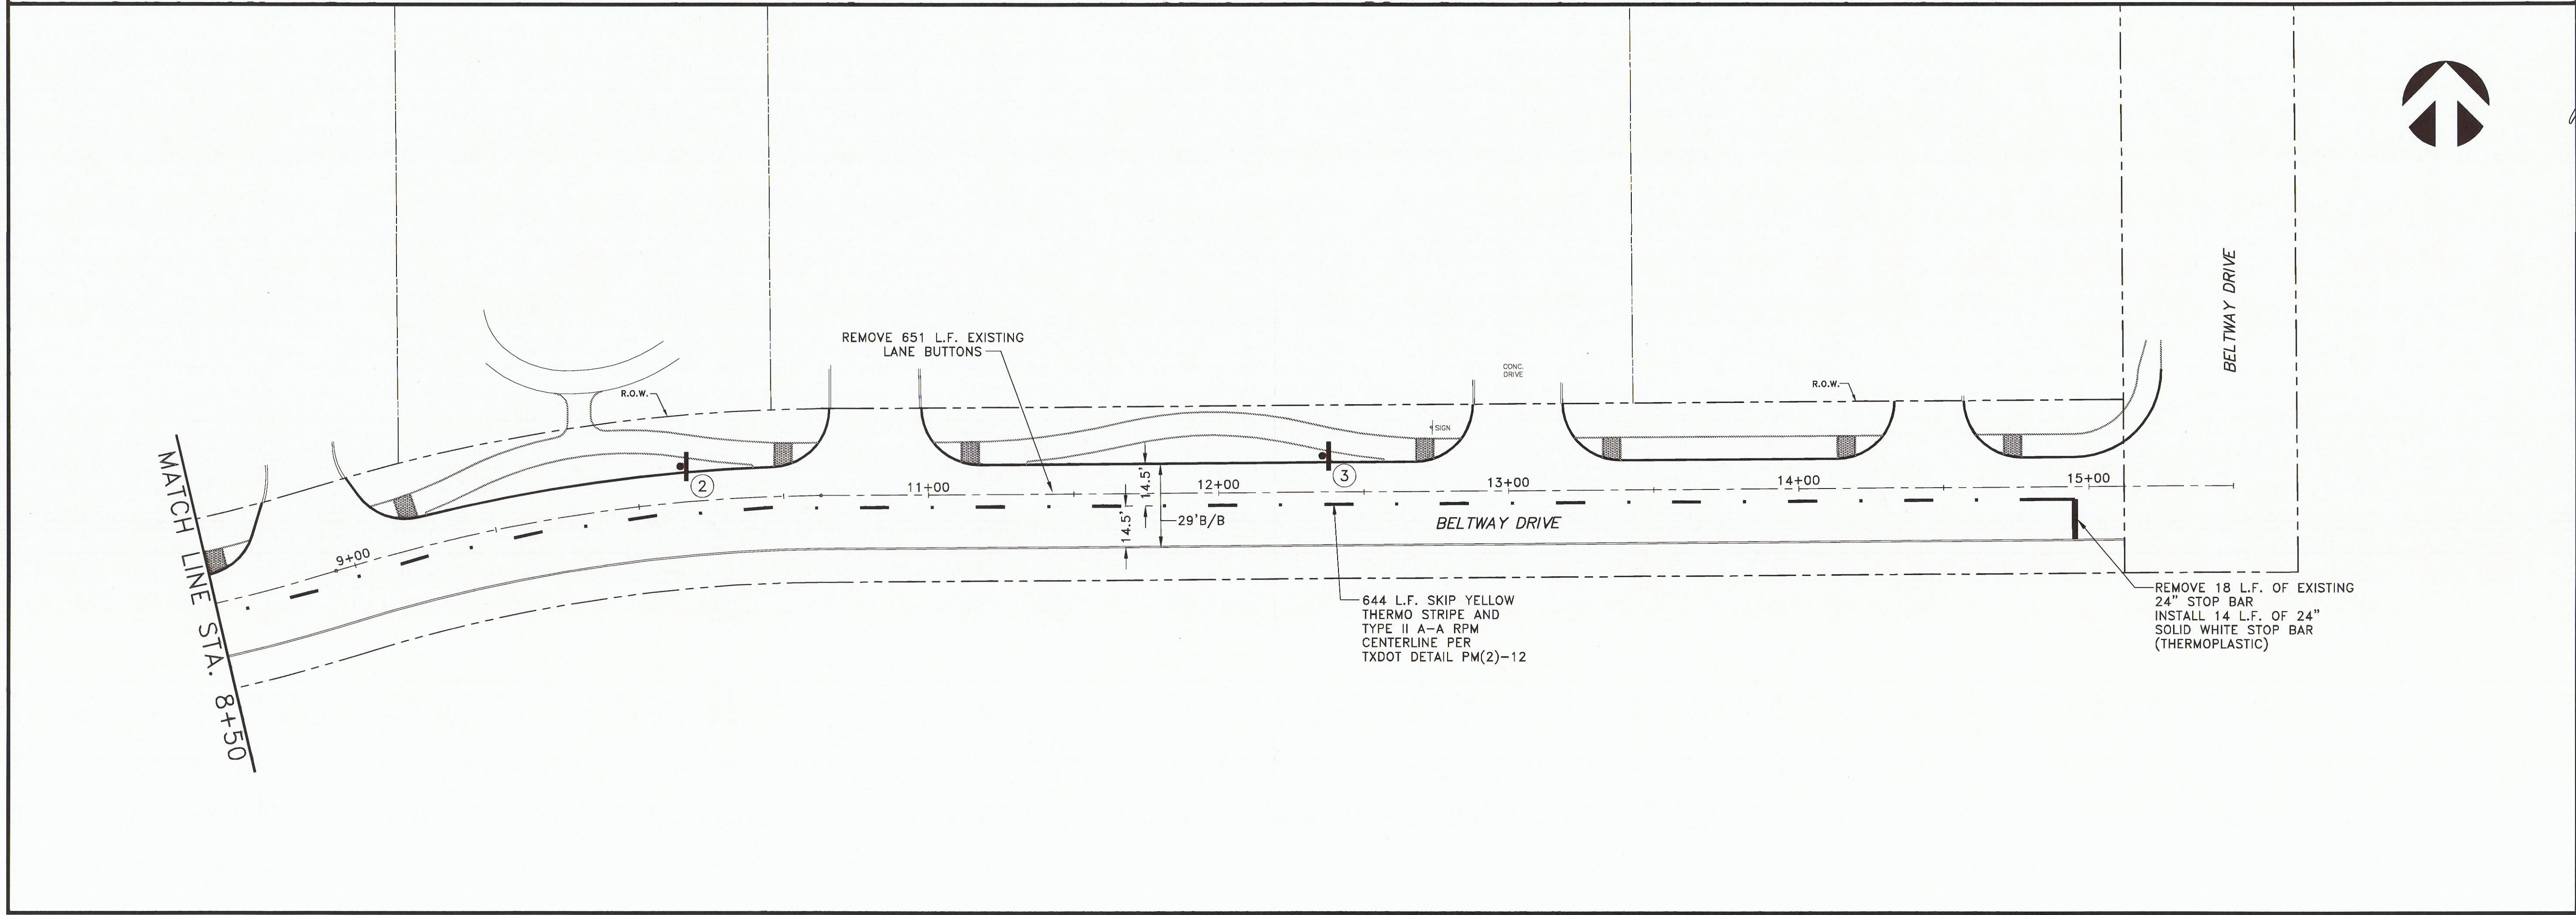 BELTWAY DRIVE
REMOVE 651 L.F. EXISTING
LANE BUTTONS
CONC.
DRIVE
R.O.W.
R.O.W.
SIGN
MATCH LINE STA. 8+50
9+00
2
11+00
14.5'
14.5'
29'B/B
12+00
3
13+00
BELTWAY DRIVE
14+00
15+00
644 L.F. SKIP YELLOW
THERMO STRIPE AND
TYPE II A-A RPM
CENTERLINE PER
TXDOT DETAIL PM(2)-12
REMOVE 18 L.F. OF EXISTING
24" STOP BAR
INSTALL 14 L.F. OF 24"
SOLID WHITE STOP BAR
(THERMOPLASTIC)